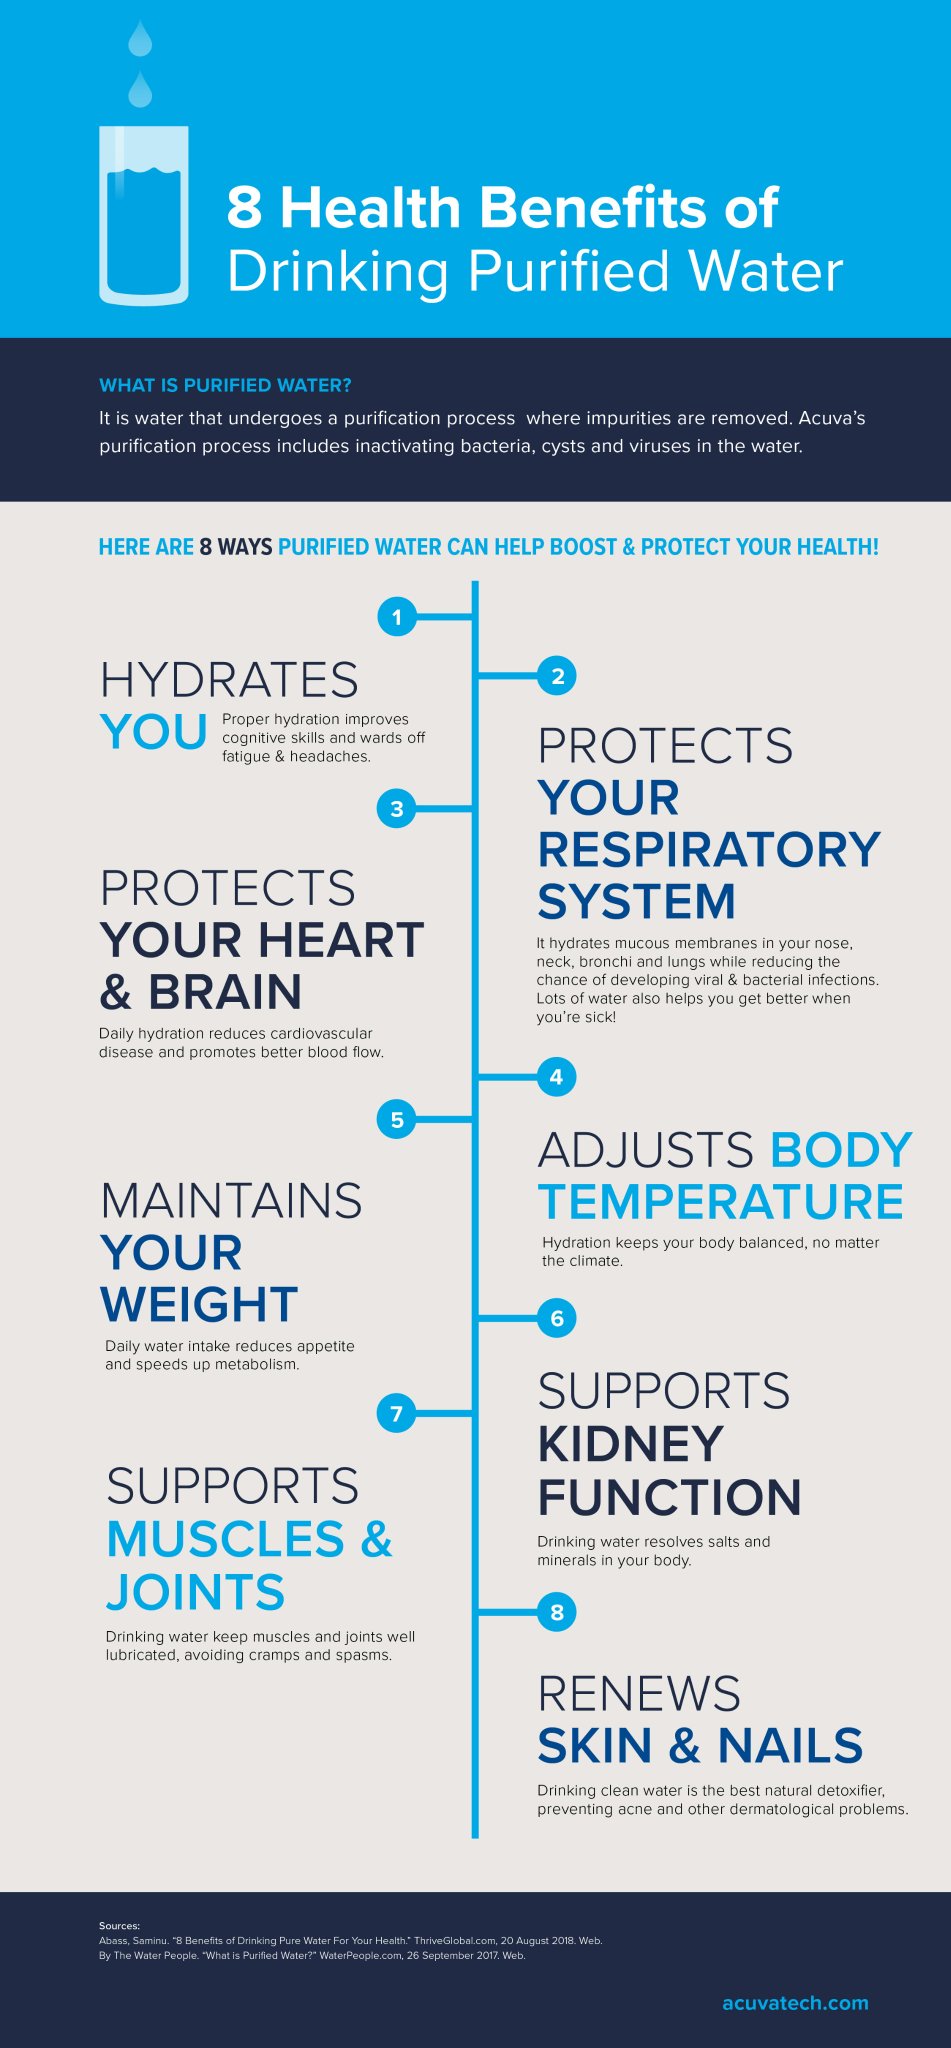 8 Health Benefits of
Drinking Purified Water
WHAT IS PURIFIED WATER?
It is water that undergoes a purification process where impurities are removed. Acuva's
purification process includes inactivating bacteria, cysts and viruses in the water.
HERE ARE 8 WAYS PURIFIED WATER CAN HELP BOOST & PROTECT YOUR HEALTH!
1
HYDRATES
YOU
Proper hydration improves
cognitive skills and wards off
fatigue & headaches.
2
PROTECTS
YOUR
RESPIRATORY
SYSTEM
It hydrates mucous membranes in your nose,
neck, bronchi and lungs while reducing the
chance of developing viral & bacterial infections.
Lots of water also helps you get better when
you're sick!
3
PROTECTS
YOUR HEART
& BRAIN
Daily hydration reduces cardiovascular
disease and promotes better blood flow.
4
ADJUSTS BODY
TEMPERATURE
Hydration keeps your body balanced, no matter
the climate.
5
MAINTAINS
YOUR
WEIGHT
Daily water intake reduces appetite
and speeds up metabolism.
6
SUPPORTS
KIDNEY
FUNCTION
Drinking water resolves salts and
minerals in your body.
7
SUPPORTS
MUSCLES &
JOINTS
Drinking water keep muscles and joints well
lubricated, avoiding cramps and spasms.
8
RENEWS
SKIN & NAILS
Drinking clean water is the best natural detoxifier,
preventing acne and other dermatological problems.
Sources:
Abass, Saminu. "8 Benefits of Drinking Pure Water For Your Health." ThriveGlobal.com, 20 August 2018. Web.
By The Water People. "What is Purified Water?" WaterPeople.com, 26 September 2017. Web.
acuvatech.com